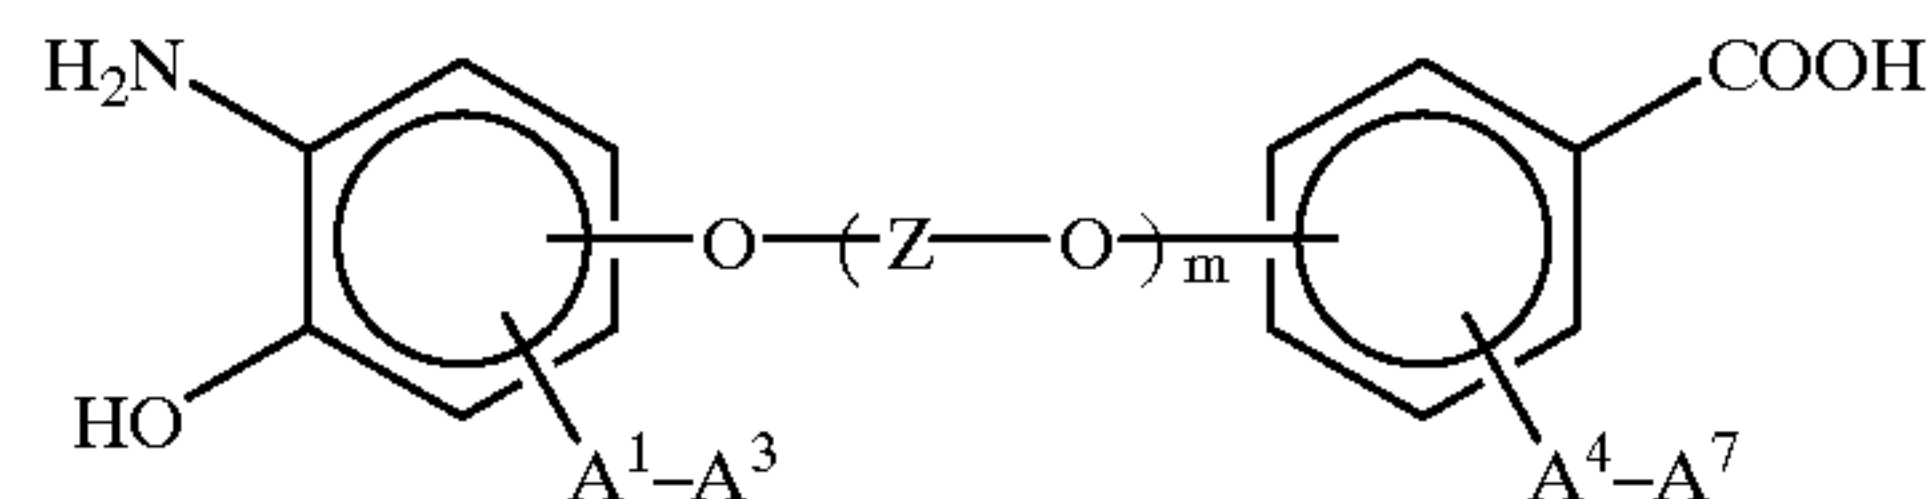 H₂N COOH
O ( Z O )ₘ
HO
A¹–A³ A⁴–A⁷